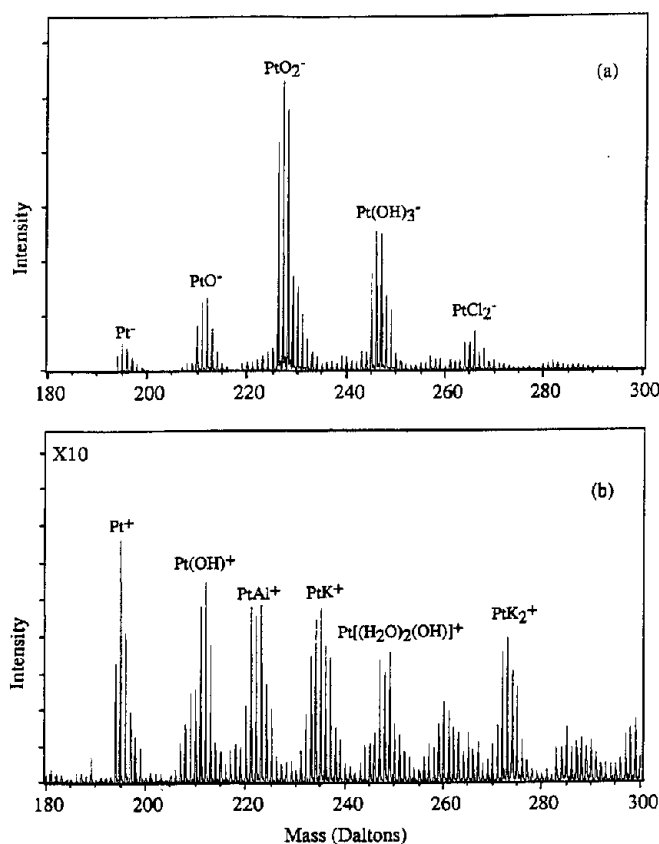 (a)
PtO₂⁻
Pt(OH)₃⁻
PtO⁻
PtCl₂⁻
Pt⁻
Intensity
180 200 220 240 260 280 300
X10
(b)
Pt⁺
Pt(OH)⁺
PtAl⁺
PtK⁺
Pt[(H₂O)₂(OH)]⁺
PtK₂⁺
Intensity
180 200 220 240 260 280 300
Mass (Daltons)